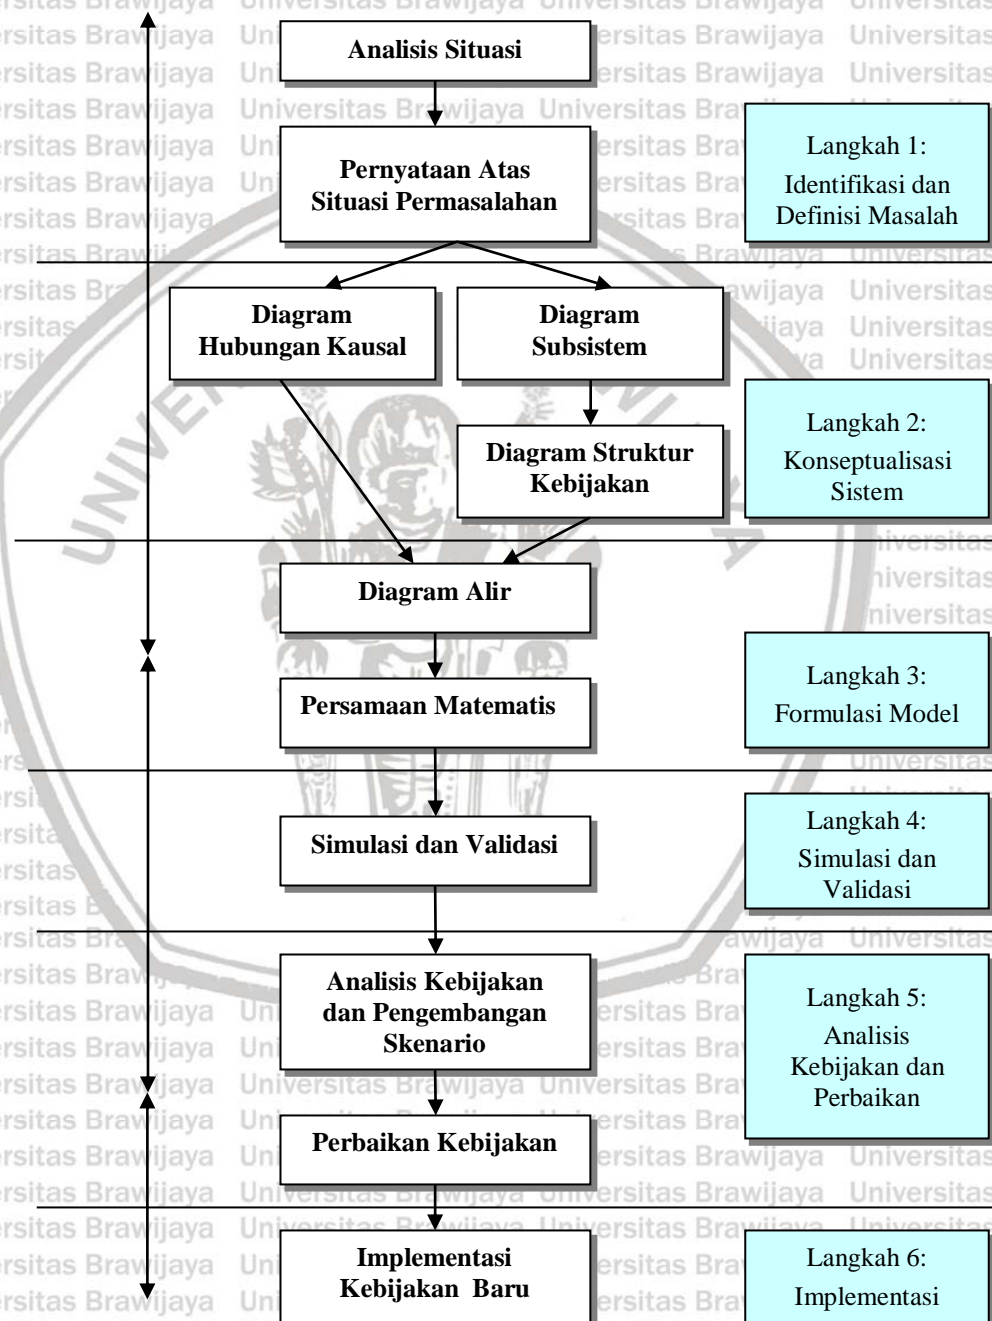 Analisis Situasi
Pernyataan Atas
Situasi Permasalahan
Langkah 1:
Identifikasi dan
Definisi Masalah
Diagram
Hubungan Kausal
Diagram
Subsistem
Diagram Struktur
Kebijakan
Langkah 2:
Konseptualisasi
Sistem
Diagram Alir
Persamaan Matematis
Langkah 3:
Formulasi Model
Simulasi dan Validasi
Langkah 4:
Simulasi dan
Validasi
Analisis Kebijakan
dan Pengembangan
Skenario
Perbaikan Kebijakan
Langkah 5:
Analisis
Kebijakan dan
Perbaikan
Implementasi
Kebijakan Baru
Langkah 6:
Implementasi